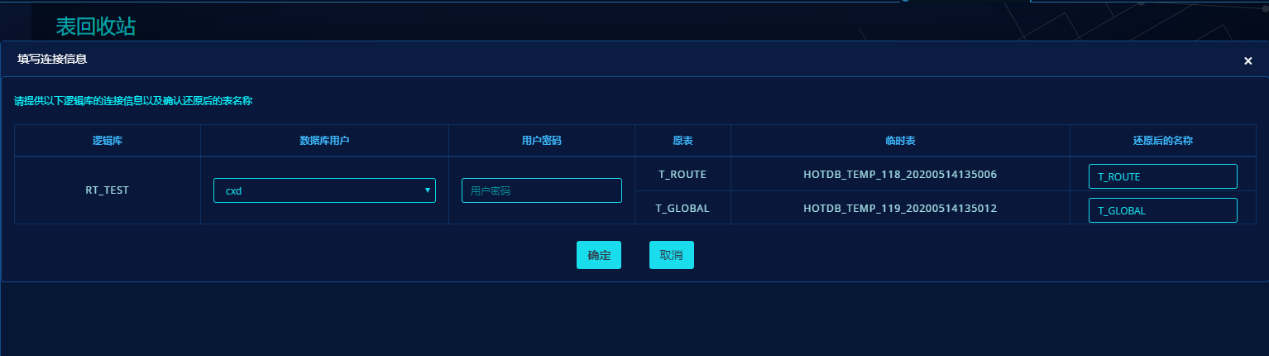 表回收站
填写连接信息
×
请提供以下逻辑库的连接信息以及确认还原后的表名称
逻辑库 数据库用户 用户密码 原表 临时表 还原后的名称
RT_TEST cxd 用户密码 T_ROUTE HOTDB_TEMP_118_20200514135006 T_ROUTE
T_GLOBAL HOTDB_TEMP_119_20200514135012 T_GLOBAL
确定 取消